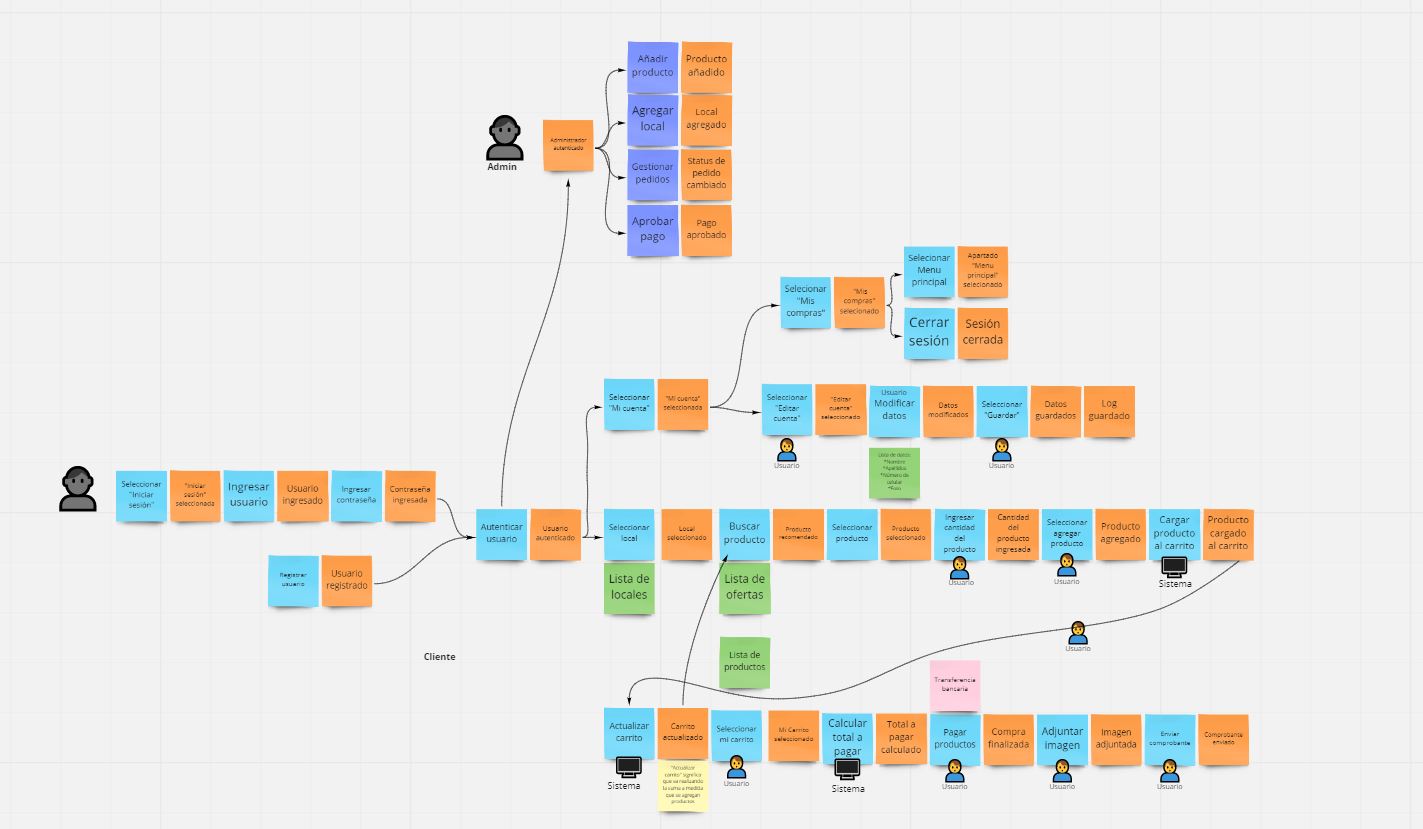 Añadir
producto
Producto
añadido
Agregar
local
Local
agregado
Admin
Administrador
autenticado
Gestionar
pedidos
Status de
pedido
cambiado
Aprobar
pago
Pago
aprobado
Selecionar
Menu
principal
Apartado
"Menu
principal"
selecionado
Selecionar
"Mis
compras"
"Mis
compras"
selecionado
Cerrar
sesión
Sesión
cerrada
Seleccionar
"Mi cuenta"
"Mi cuenta"
seleccionada
Seleccionar
"Editar
cuenta"
"Editar
cuenta"
seleccionado
Usuario
Modificar
datos
Datos
modificados
Seleccionar
"Guardar"
Datos
guardados
Log
guardado
Usuario
Usuario
Lista de datos:
*Nombre
*Apellidos
*Número de
celular
*Foto
Seleccionar
"Iniciar
sesión"
"Iniciar
sesión"
seleccionada
Ingresar
usuario
Usuario
ingresado
Ingresar
contraseña
Contraseña
ingresada
Autenticar
usuario
Usuario
autenticado
Seleccionar
local
Local
seleccionado
Buscar
producto
Producto
recomendado
Seleccionar
producto
Producto
seleccionado
Ingresar
cantidad
del
producto
Cantidad
del
producto
ingresada
Seleccionar
agregar
producto
Producto
agregado
Cargar
producto
al carrito
Producto
cargado
al carrito
Registrar
usuario
Usuario
registrado
Lista de
locales
Lista de
ofertas
Usuario
Usuario
Sistema
Cliente
Lista de
productos
Usuario
Transferencia
bancaria
Actualizar
carrito
Carrito
actualizado
Seleccionar
mi carrito
Mi Carrito
seleccionado
Calcular
total a
pagar
Total a
pagar
calculado
Pagar
productos
Compra
finalizada
Adjuntar
imagen
Imagen
adjuntada
Enviar
comprobante
Comprobante
enviado
Sistema
"Actualizar
carrito" significa
que va realizando
la suma a medida
que se agregan
productos
Usuario
Sistema
Usuario
Usuario
Usuario